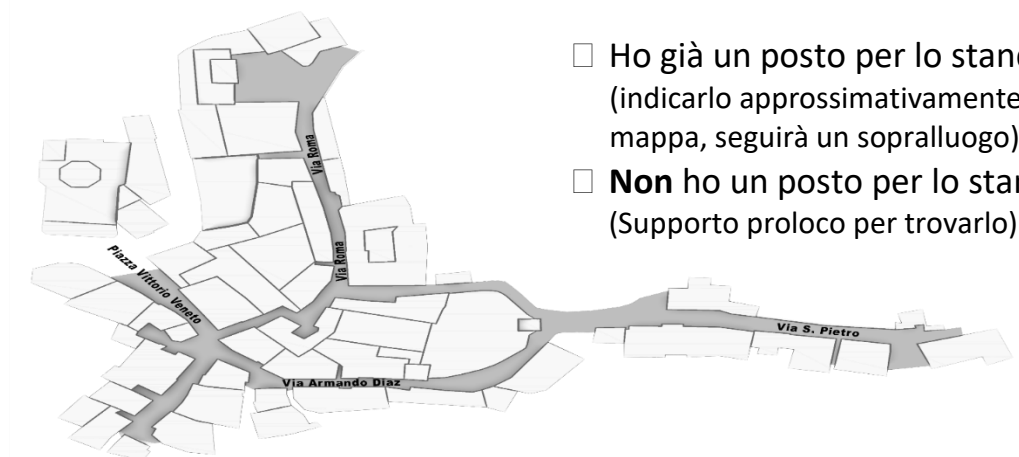 ☐ Ho già un posto per lo stand
(indicarlo approssimativamente
mappa, seguirà un sopralluogo)
☐ Non ho un posto per lo stan
(Supporto proloco per trovarlo)
Via Roma
Via Roma
Piazza Vittorio Veneto
Via S. Pietro
Via Armando Diaz